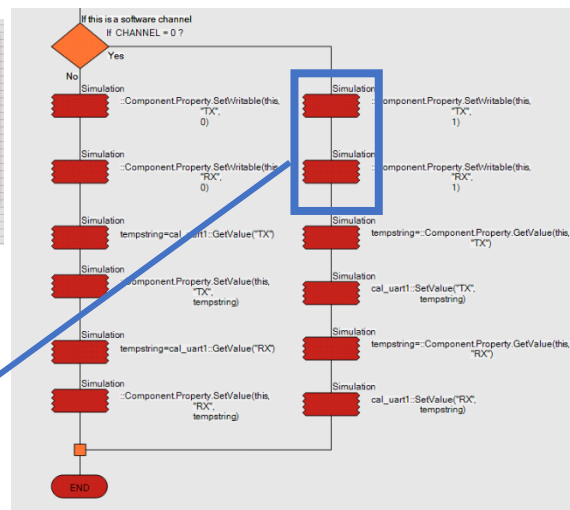 If this is a software channel
If CHANNEL = 0 ?
Yes
No
Simulation
::Component.Property.SetWritable(this,
"TX",
0)
Simulation
::Component.Property.SetWritable(this,
"RX",
0)
Simulation
tempstring=cal_uart1::GetValue("TX")
Simulation
::Component.Property.SetValue(this,
"TX",
tempstring)
Simulation
tempstring=cal_uart1::GetValue("RX")
Simulation
::Component.Property.SetValue(this,
"RX",
tempstring)
Simulation
::Component.Property.SetWritable(this,
"TX",
1)
Simulation
::Component.Property.SetWritable(this,
"RX",
1)
Simulation
tempstring=::Component.Property.GetValue(this,
"TX")
Simulation
cal_uart1::SetValue("TX",
tempstring)
Simulation
tempstring=::Component.Property.GetValue(this,
"RX")
Simulation
cal_uart1::SetValue("RX",
tempstring)
END